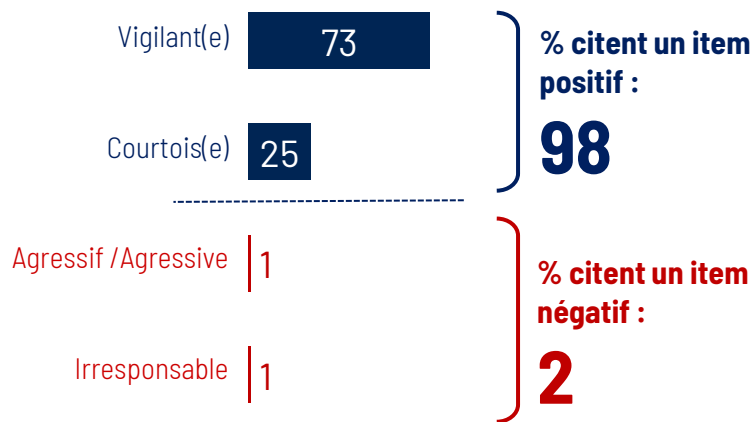 Vigilant(e) 73
Courtois(e) 25
% citent un item
positif :
98
Agressif /Agressive 1
Irresponsable 1
% citent un item
négatif :
2